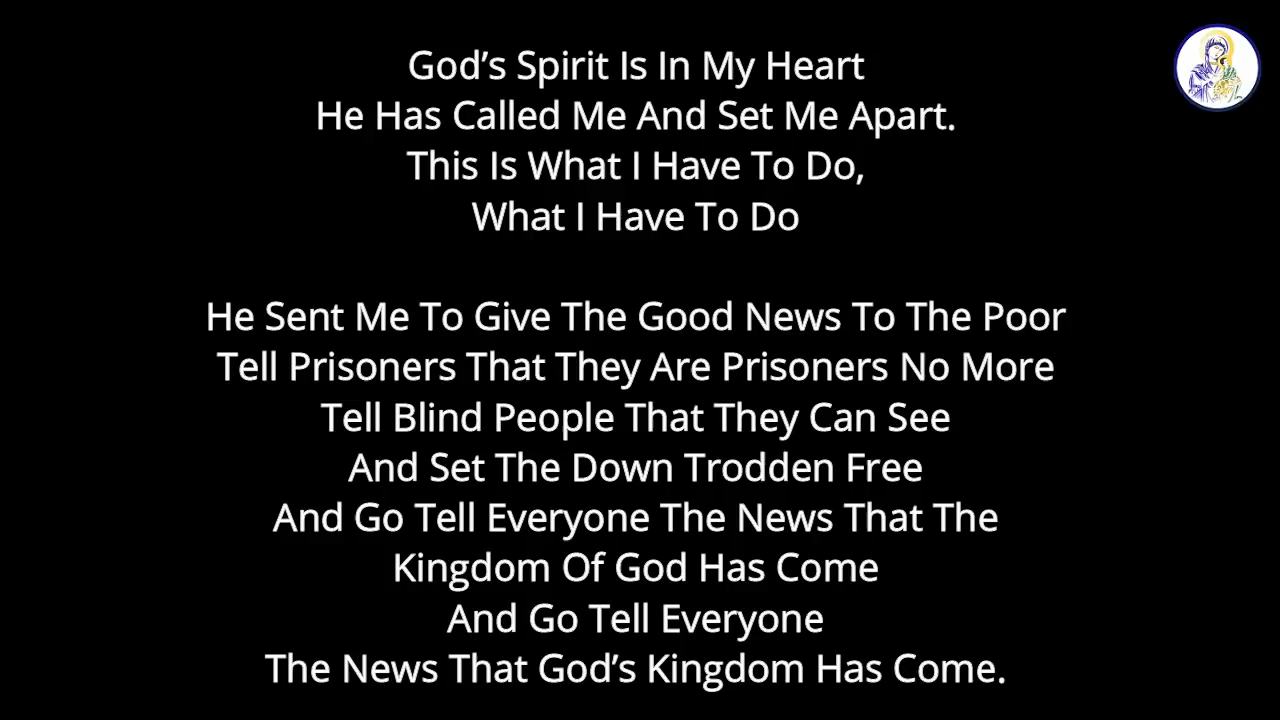 God’s Spirit Is In My Heart
He Has Called Me And Set Me Apart.
This Is What I Have To Do,
What I Have To Do
He Sent Me To Give The Good News To The Poor
Tell Prisoners That They Are Prisoners No More
Tell Blind People That They Can See
And Set The Down Trodden Free
And Go Tell Everyone The News That The
Kingdom Of God Has Come
And Go Tell Everyone
The News That God’s Kingdom Has Come.